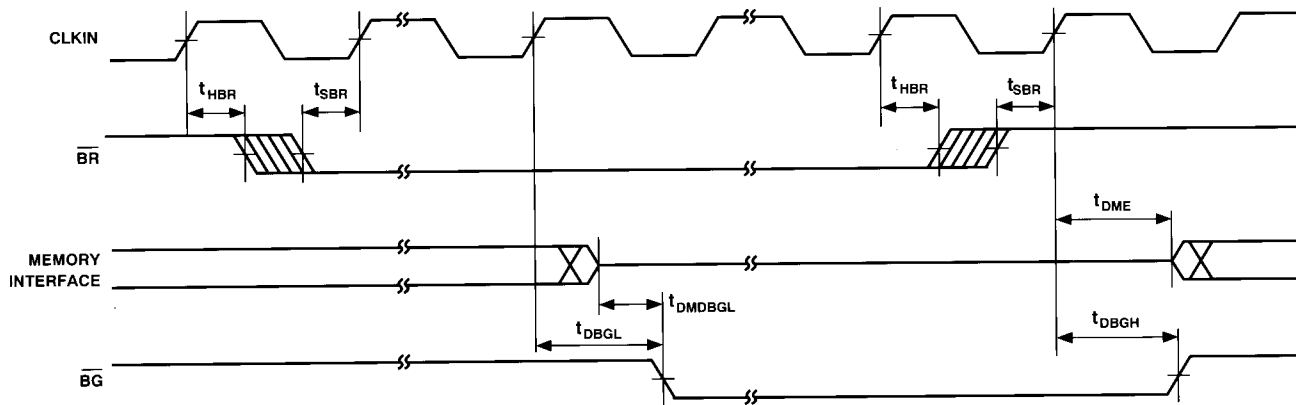 CLKIN
tHBR
tSBR
tHBR
tSBR
BR
tDME
MEMORY
INTERFACE
tDMDBGL
tDBGL
tDBGH
BG